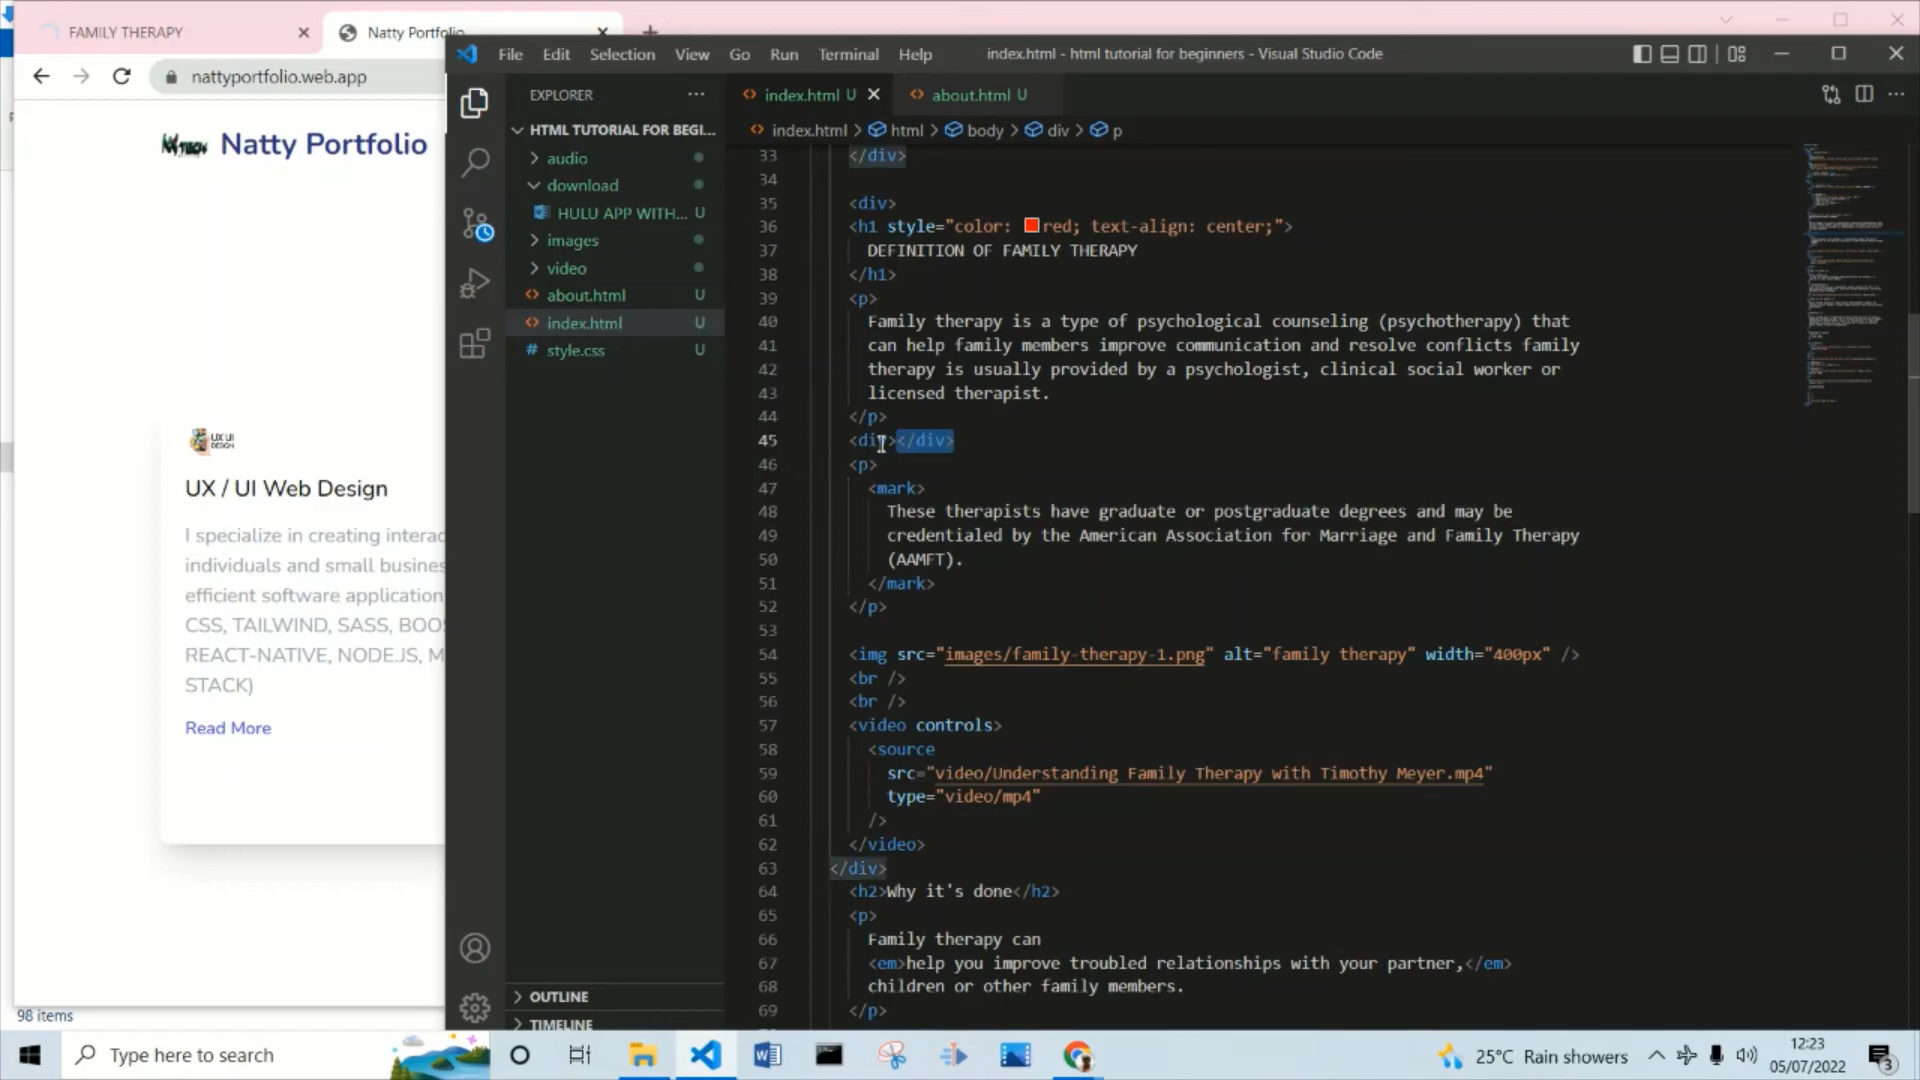 FAMILY THERAPY
Natty Portfolio
nattyportfolio.web.app
Natty Portfolio
UX UI
DESIGN
UX / UI Web Design
I specialize in creating interac
individuals and small busines
efficient software application
CSS, TAILWIND, SASS, BOOS
REACT-NATIVE, NODE.JS, M
STACK)
Read More
98 items
File Edit Selection View Go Run Terminal Help
index.html - html tutorial for beginners - Visual Studio Code
EXPLORER
HTML TUTORIAL FOR BEGI...
audio
download
HULU APP WITH... U
images
video
about.html U
index.html U
style.css U
OUTLINE
TIMELINE
index.html U
about.html U
index.html > html > body > div > p
33 </div>
34
35 <div>
36 <h1 style="color: red; text-align: center;">
37 DEFINITION OF FAMILY THERAPY
38 </h1>
39 <p>
40 Family therapy is a type of psychological counseling (psychotherapy) that
41 can help family members improve communication and resolve conflicts family
42 therapy is usually provided by a psychologist, clinical social worker or
43 licensed therapist.
44 </p>
45 <div></div>
46 <p>
47 <mark>
48 These therapists have graduate or postgraduate degrees and may be
49 credentialed by the American Association for Marriage and Family Therapy
50 (AAMFT).
51 </mark>
52 </p>
53
54 <img src="images/family-therapy-1.png" alt="family therapy" width="400px" />
55 <br />
56 <br />
57 <video controls>
58 <source
59 src="video/Understanding Family Therapy with Timothy Meyer.mp4"
60 type="video/mp4"
61 />
62 </video>
63 </div>
64 <h2>Why it's done</h2>
65 <p>
66 Family therapy can
67 <em>help you improve troubled relationships with your partner,</em>
68 children or other family members.
69 </p>
Type here to search
25°C Rain showers
12:23
05/07/2022
3